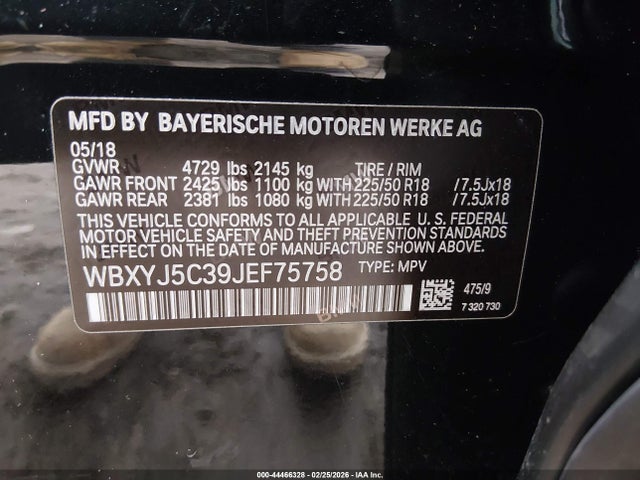 MFD BY BAYERISCHE MOTOREN WERKE AG
05/18
GVWR 4729 lbs 2145 kg TIRE / RIM
GAWR FRONT 2425 lbs 1100 kg WITH 225/50 R18 / 7.5Jx18
GAWR REAR 2381 lbs 1080 kg WITH 225/50 R18 / 7.5Jx18
THIS VEHICLE CONFORMS TO ALL APPLICABLE U. S. FEDERAL
MOTOR VEHICLE SAFETY AND THEFT PREVENTION STANDARDS
IN EFFECT ON THE DATE OF MANUFACTURE SHOWN ABOVE.
WBXYJ5C39JEF75758 TYPE: MPV
475/9
7 320 730
000-44466328 - 02/25/2026 - IAA Inc.